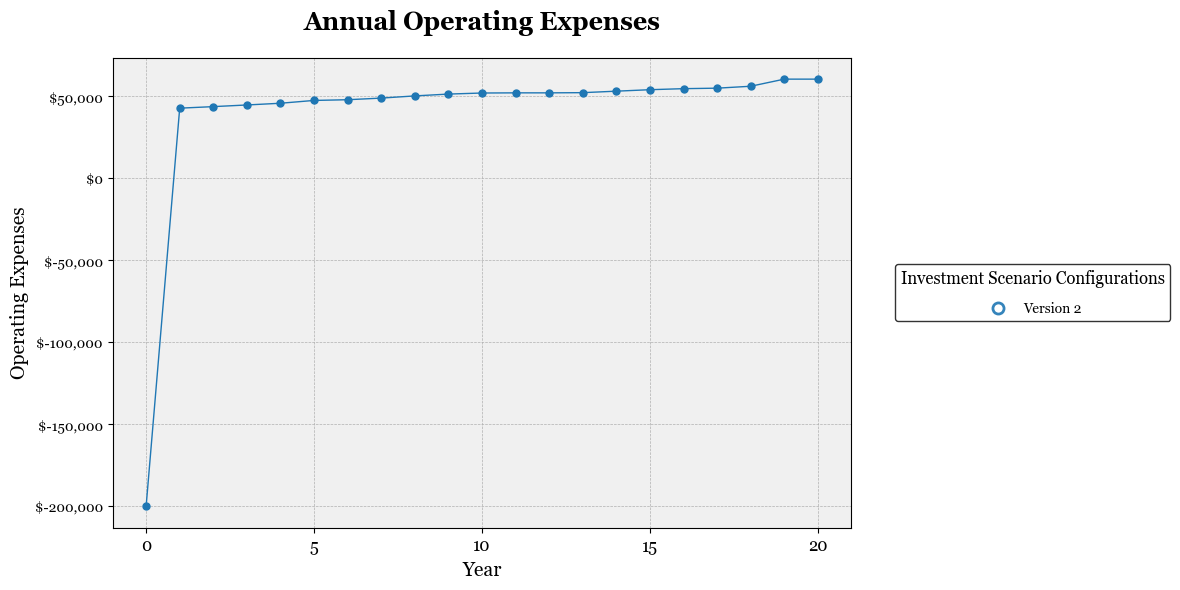 Annual Operating Expenses
Operating Expenses
$50,000
$0
$-50,000
$-100,000
$-150,000
$-200,000
0 5 10 15 20
Year
Investment Scenario Configurations
Version 2